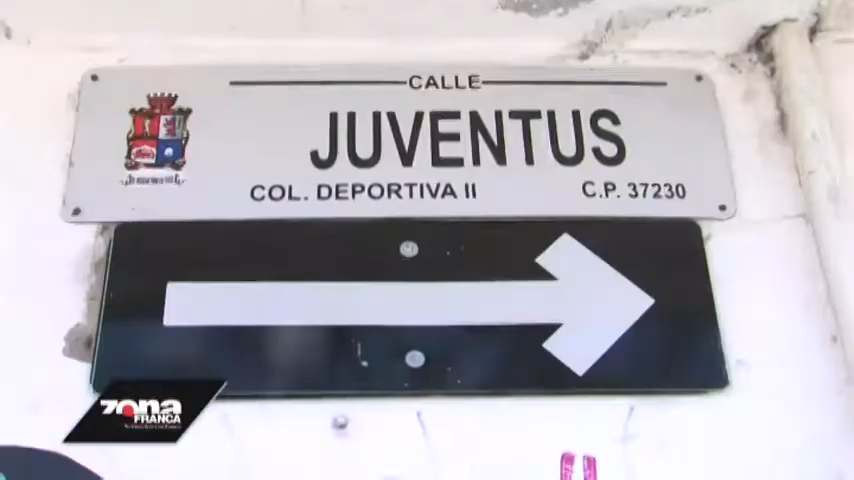 CALLE
JUVENTUS
COL. DEPORTIVA II
C.P. 37230
ZONA
FRANCA